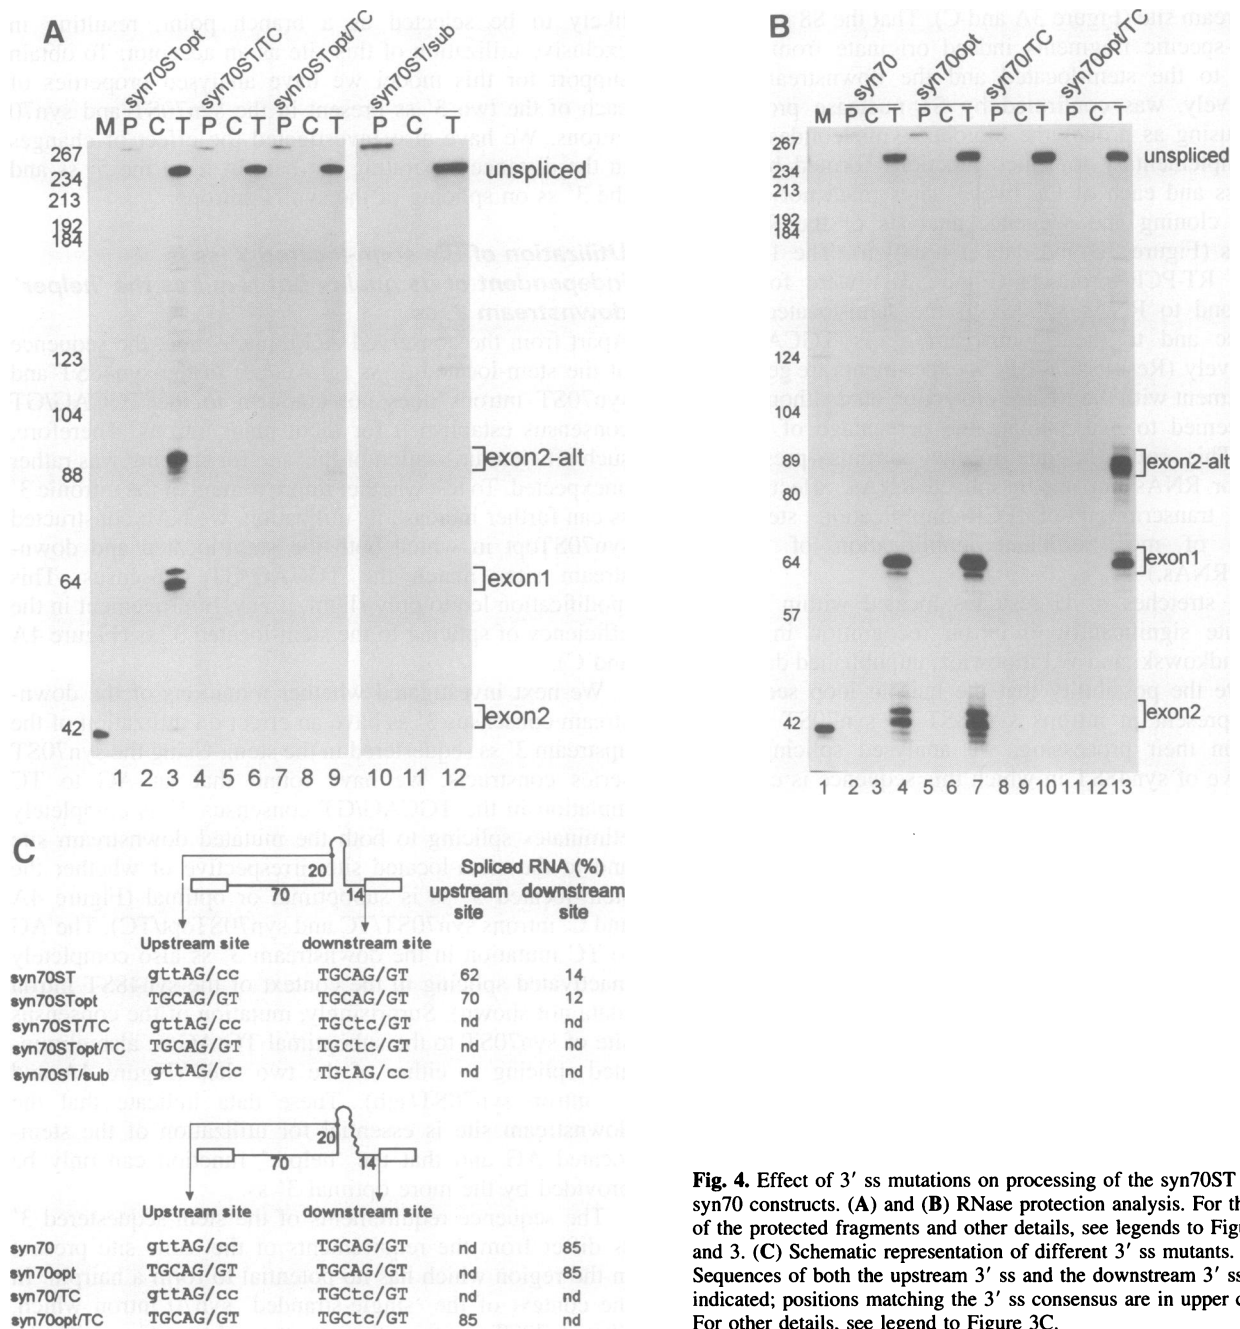 A
syn70STopt
syn70ST/TC
syn70STopt/TC
syn70ST/sub
M P C T P C T P C T P C T
267
234
213
192
184
123
104
88
64
42
unspliced
exon2-alt
exon1
exon2
1 2 3 4 5 6 7 8 9 10 11 12
B
syn70
syn70opt
syn70/TC
syn70opt/TC
M P C T P C T P C T P C T
267
234
213
192
184
124
104
89
80
64
57
42
unspliced
exon2-alt
exon1
exon2
1 2 3 4 5 6 7 8 9 10 11 12 13
C
20
70
14
Spliced RNA (%)
upstream downstream
site site
Upstream site downstream site
syn70ST gttAG/cc TGCAG/GT 62 14
syn70STopt TGCAG/GT TGCAG/GT 70 12
syn70ST/TC gttAG/cc TGCtc/GT nd nd
syn70STopt/TC TGCAG/GT TGCtc/GT nd nd
syn70ST/sub gttAG/cc TGtAG/cc nd nd
20
70
14
Upstream site downstream site
syn70 gttAG/cc TGCAG/GT nd 85
syn70opt TGCAG/GT TGCAG/GT nd 85
syn70/TC gttAG/cc TGCtc/GT nd nd
syn70opt/TC TGCAG/GT TGCtc/GT 85 nd
Fig. 4. Effect of 3′ ss mutations on processing of the syn70ST
syn70 constructs. (A) and (B) RNase protection analysis. For th
of the protected fragments and other details, see legends to Figu
and 3. (C) Schematic representation of different 3′ ss mutants.
Sequences of both the upstream 3′ ss and the downstream 3′ ss
indicated; positions matching the 3′ ss consensus are in upper c
For other details, see legend to Figure 3C.